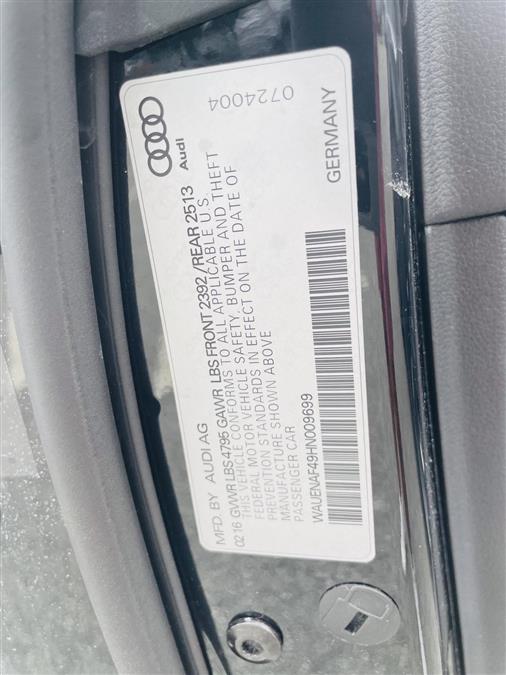 MFD. BY AUDI AG
Audi
02 16 GVWR LBS 4795 GAWR LBS FRONT 2392/REAR 2513
THIS VEHICLE CONFORMS TO ALL APPLICABLE U.S.
FEDERAL MOTOR VEHICLE SAFETY, BUMPER AND THEFT
PREVENTION STANDARDS IN EFFECT ON THE DATE OF
MANUFACTURE SHOWN ABOVE
PASSENGER CAR
0724004
WAUENAF49HN009699
GERMANY